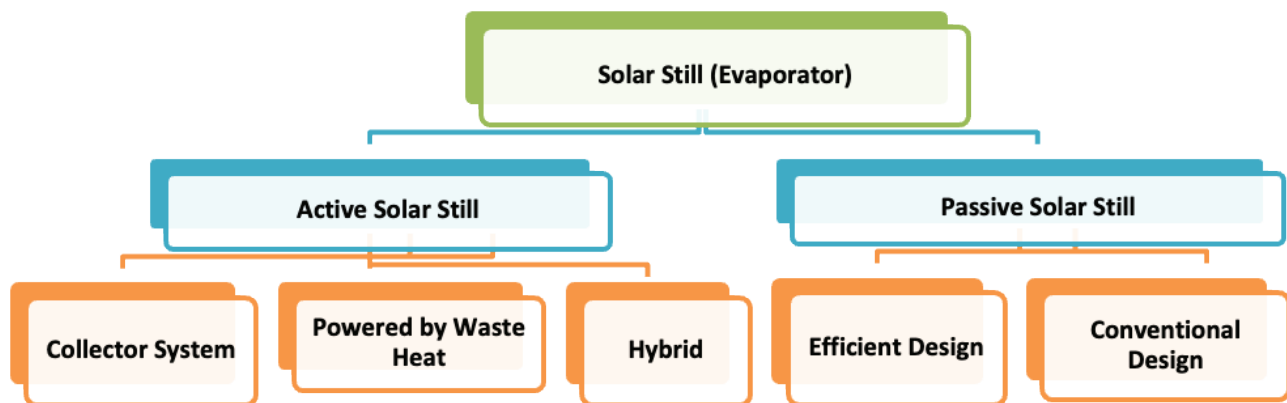 Solar Still (Evaporator)
Active Solar Still
Passive Solar Still
Collector System
Powered by Waste
Heat
Hybrid
Efficient Design
Conventional
Design